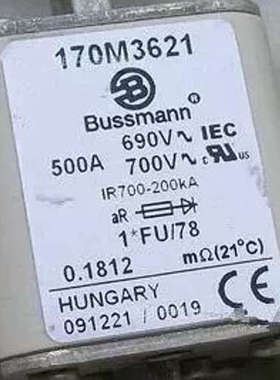 170M3621
B
Bussmann®
690V~ IEC
500A 700V~ cURus
IR700-200kA
aR
1*FU/78
0.1812 mΩ(21°C)
HUNGARY CE
091221 / 0019